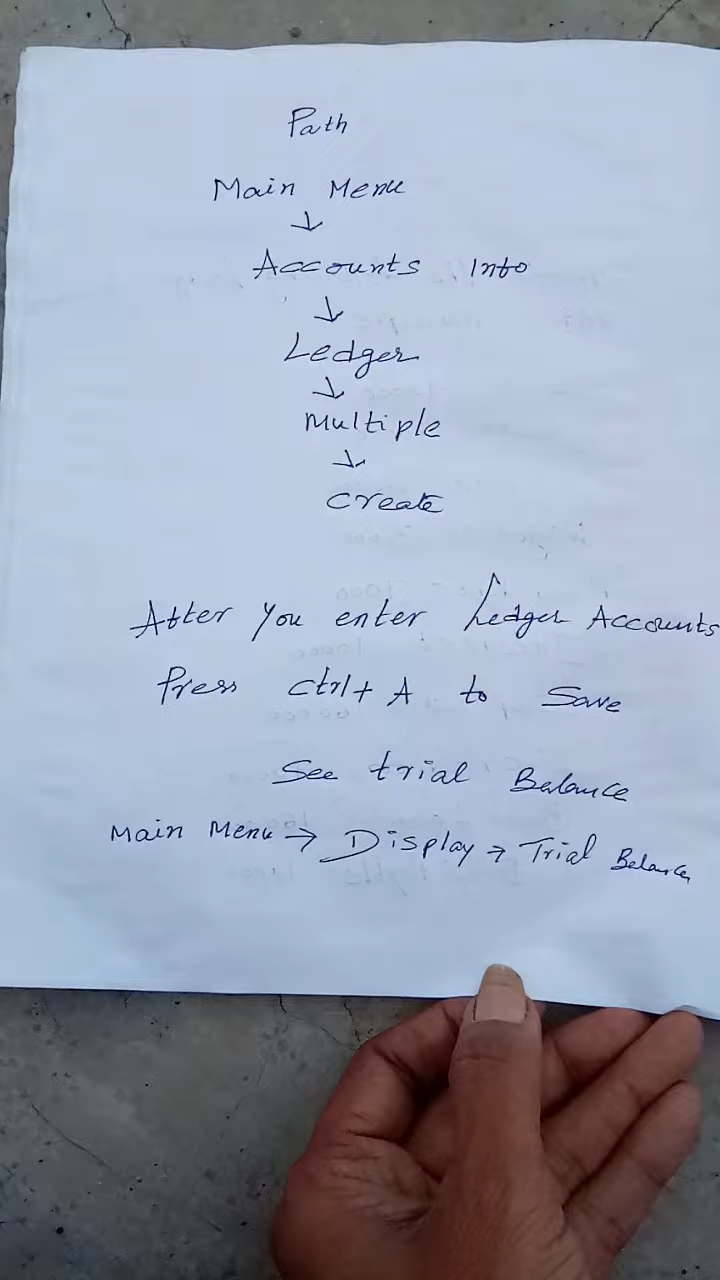 Path
Main Menu
↓
Accounts Info
↓
Ledger
↓
Multiple
↓
Create
After you enter Ledger Accounts
Press Ctrl + A to Save
See trial Balance
Main Menu → Display → Trial Balance